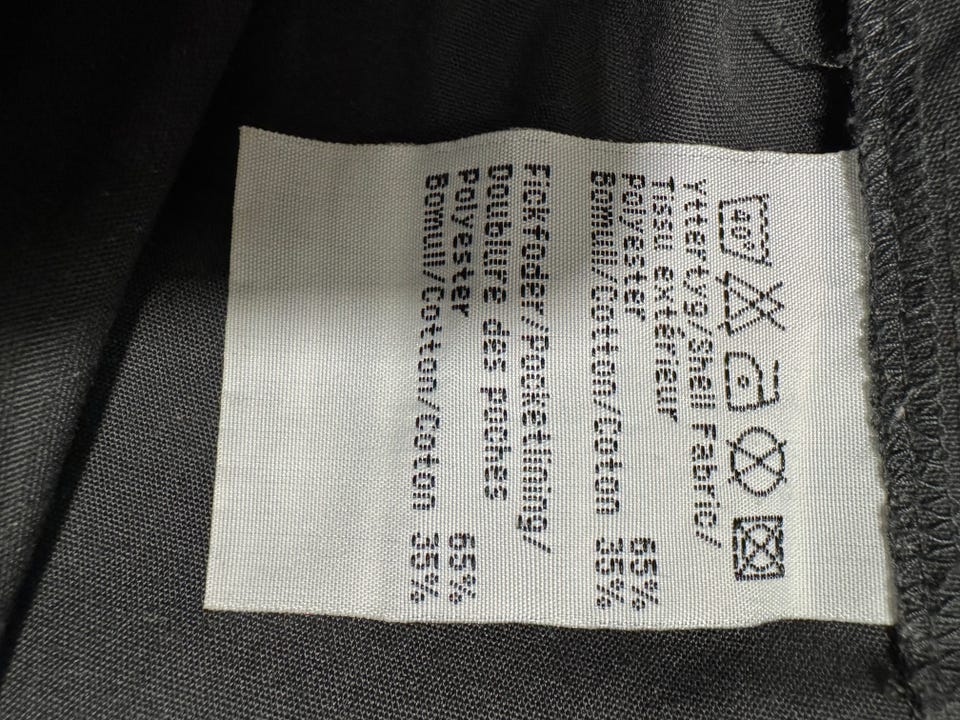 40°
Yttertyg/Shell Fabric/
Tissu extérieur
Polyester 65%
Bomull/Cotton/Coton 35%
Fickfoder/Pocketlining/
Doublure des poches
Polyester 65%
Bomull/Cotton/Coton 35%